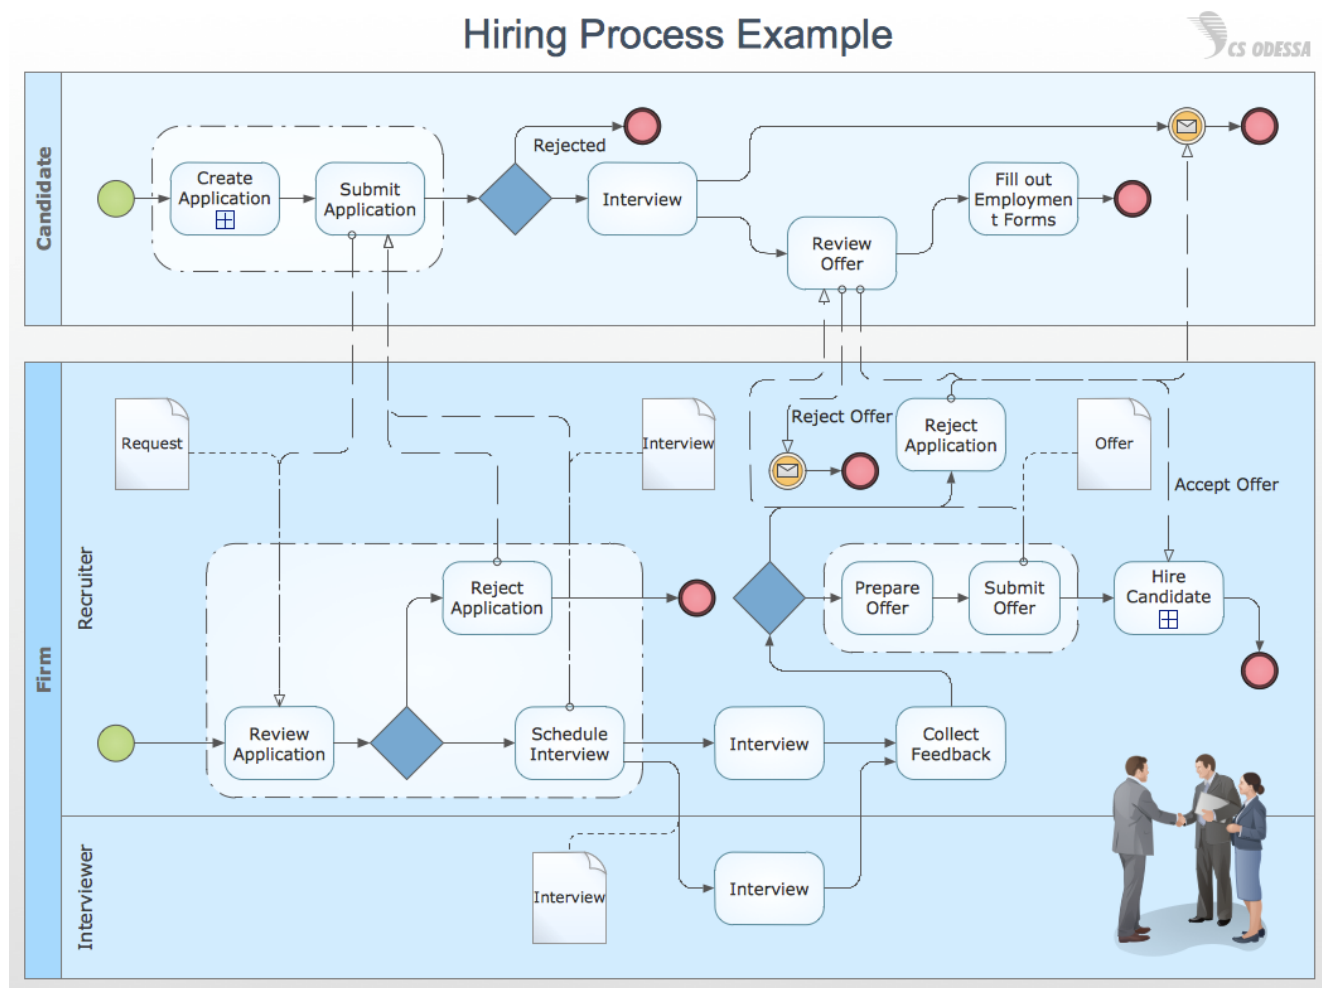 Hiring Process Example
CS ODESSA
Candidate
Create
Application
Submit
Application
Rejected
Interview
Review
Offer
Fill out
Employmen
t Forms
Firm
Recruiter
Request
Interview
Reject Offer
Reject
Application
Offer
Accept Offer
Reject
Application
Prepare
Offer
Submit
Offer
Hire
Candidate
Review
Application
Schedule
Interview
Interview
Collect
Feedback
Interviewer
Interview
Interview